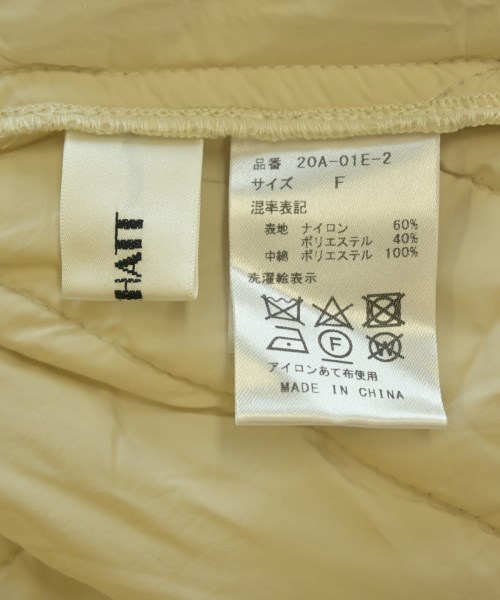 HATT
品番 20A-01E-2
サイズ F
混率表記
表地 ナイロン 60%
ポリエステル 40%
中綿 ポリエステル 100%
洗濯絵表示
F
W
アイロンあて布使用
MADE IN CHINA